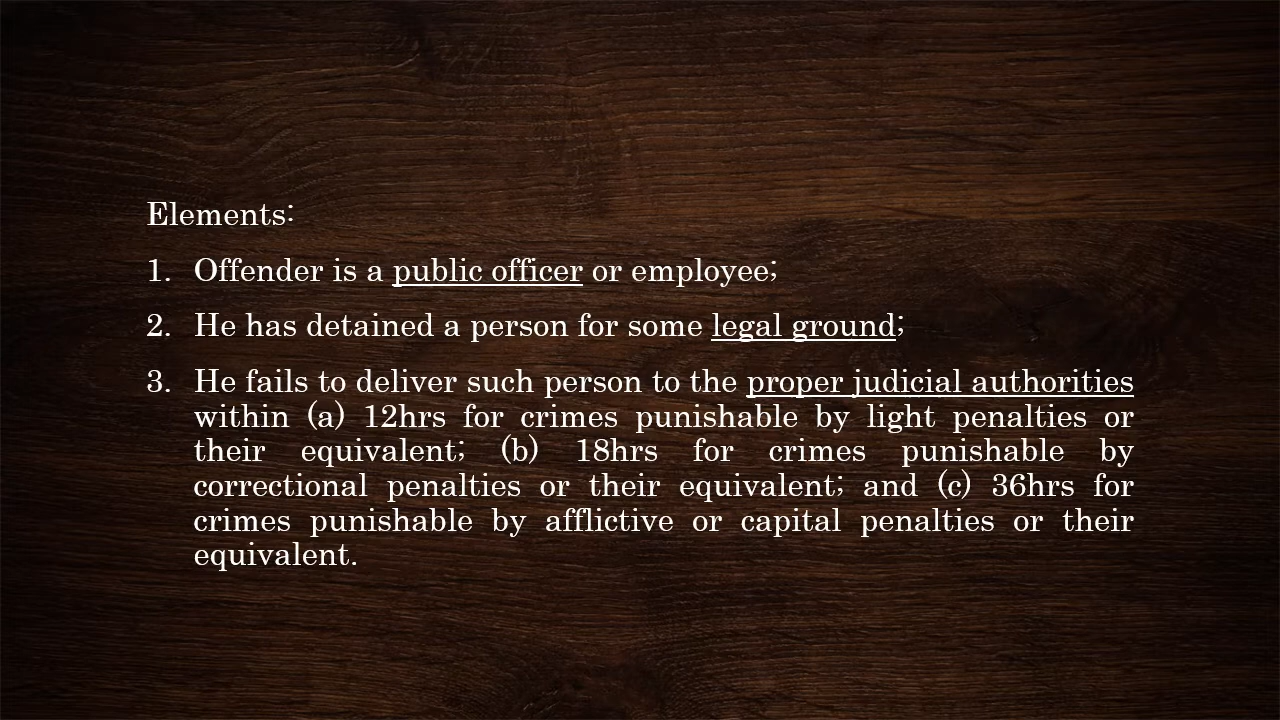 Elements:
1. Offender is a public officer or employee;
2. He has detained a person for some legal ground;
3. He fails to deliver such person to the proper judicial authorities
within (a) 12hrs for crimes punishable by light penalties or
their equivalent; (b) 18hrs for crimes punishable by
correctional penalties or their equivalent; and (c) 36hrs for
crimes punishable by afflictive or capital penalties or their
equivalent.